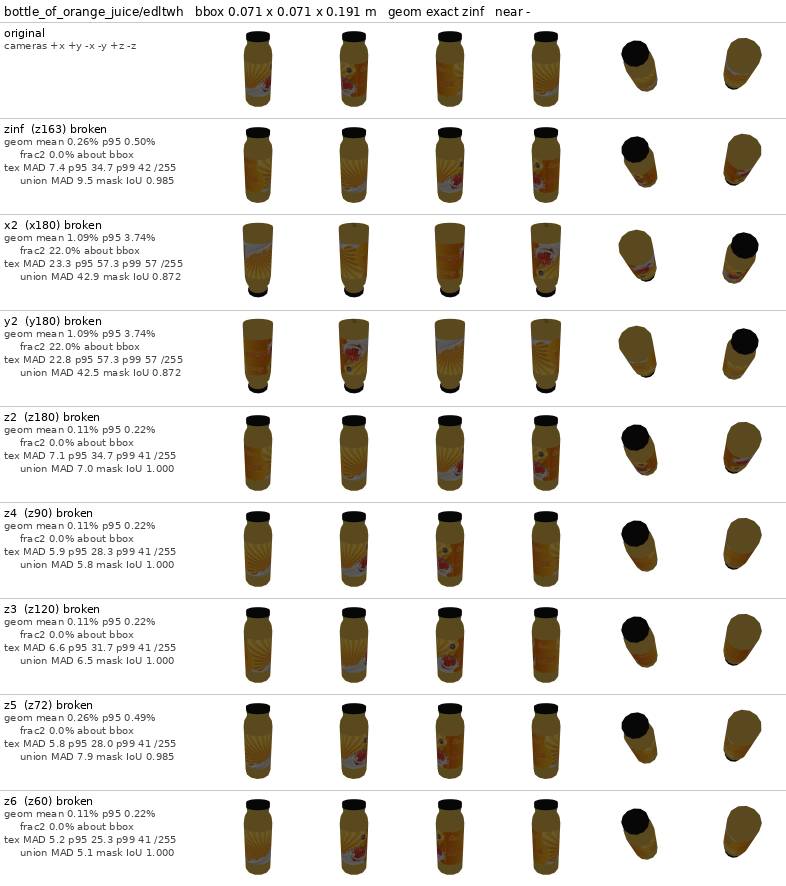 bottle_of_orange_juice/edltwh bbox 0.071 x 0.071 x 0.191 m geom exact zinf near -
original
cameras +x +y -x -y +z -z
zinf (z163) broken
geom mean 0.26% p95 0.50%
frac2 0.0% about bbox
tex MAD 7.4 p95 34.7 p99 42 /255
union MAD 9.5 mask IoU 0.985
x2 (x180) broken
geom mean 1.09% p95 3.74%
frac2 22.0% about bbox
tex MAD 23.3 p95 57.3 p99 57 /255
union MAD 42.9 mask IoU 0.872
y2 (y180) broken
geom mean 1.09% p95 3.74%
frac2 22.0% about bbox
tex MAD 22.8 p95 57.3 p99 57 /255
union MAD 42.5 mask IoU 0.872
z2 (z180) broken
geom mean 0.11% p95 0.22%
frac2 0.0% about bbox
tex MAD 7.1 p95 34.7 p99 41 /255
union MAD 7.0 mask IoU 1.000
z4 (z90) broken
geom mean 0.11% p95 0.22%
frac2 0.0% about bbox
tex MAD 5.9 p95 28.3 p99 41 /255
union MAD 5.8 mask IoU 1.000
z3 (z120) broken
geom mean 0.11% p95 0.22%
frac2 0.0% about bbox
tex MAD 6.6 p95 31.7 p99 41 /255
union MAD 6.5 mask IoU 1.000
z5 (z72) broken
geom mean 0.26% p95 0.49%
frac2 0.0% about bbox
tex MAD 5.8 p95 28.0 p99 41 /255
union MAD 7.9 mask IoU 0.985
z6 (z60) broken
geom mean 0.11% p95 0.22%
frac2 0.0% about bbox
tex MAD 5.2 p95 25.3 p99 41 /255
union MAD 5.1 mask IoU 1.000